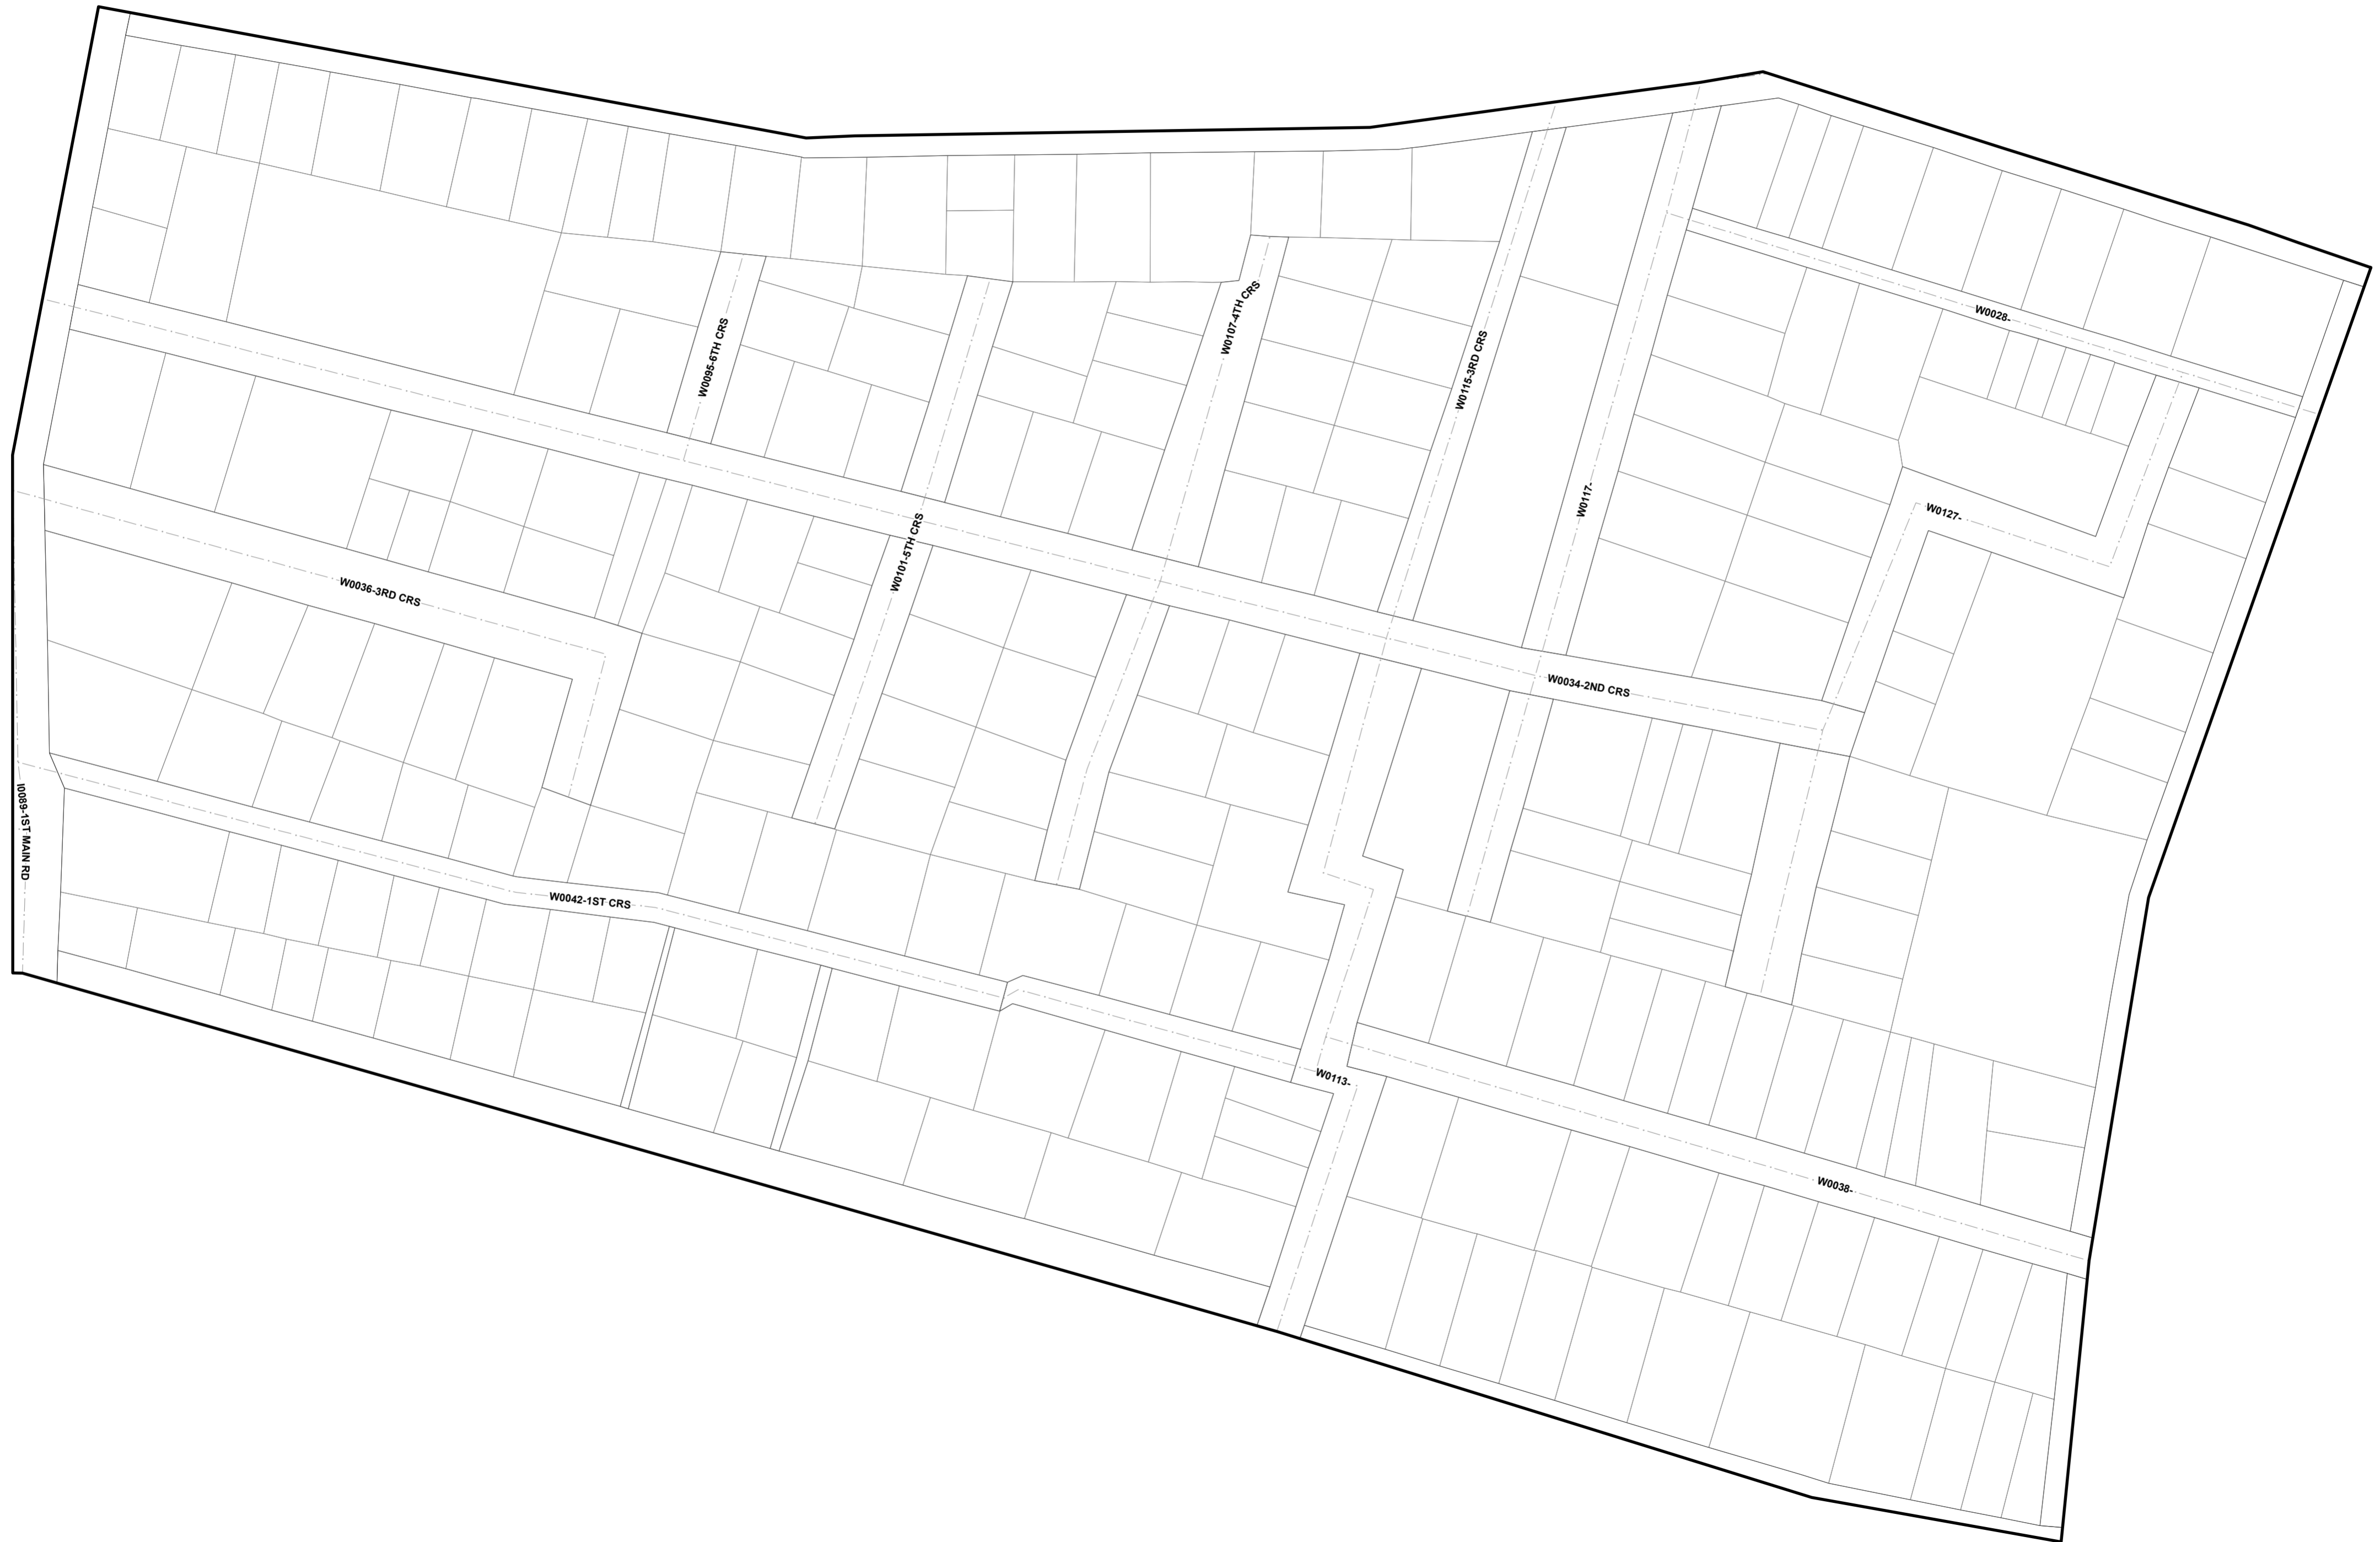 W0028-
W0095-6TH CRS
W0107-4TH CRS
W0115-3RD CRS
W0117-
W0127-
W0101-5TH CRS
W0036-3RD CRS
W0034-2ND CRS
I0089-1ST MAIN RD
W0042-1ST CRS
W0113-
W0038-